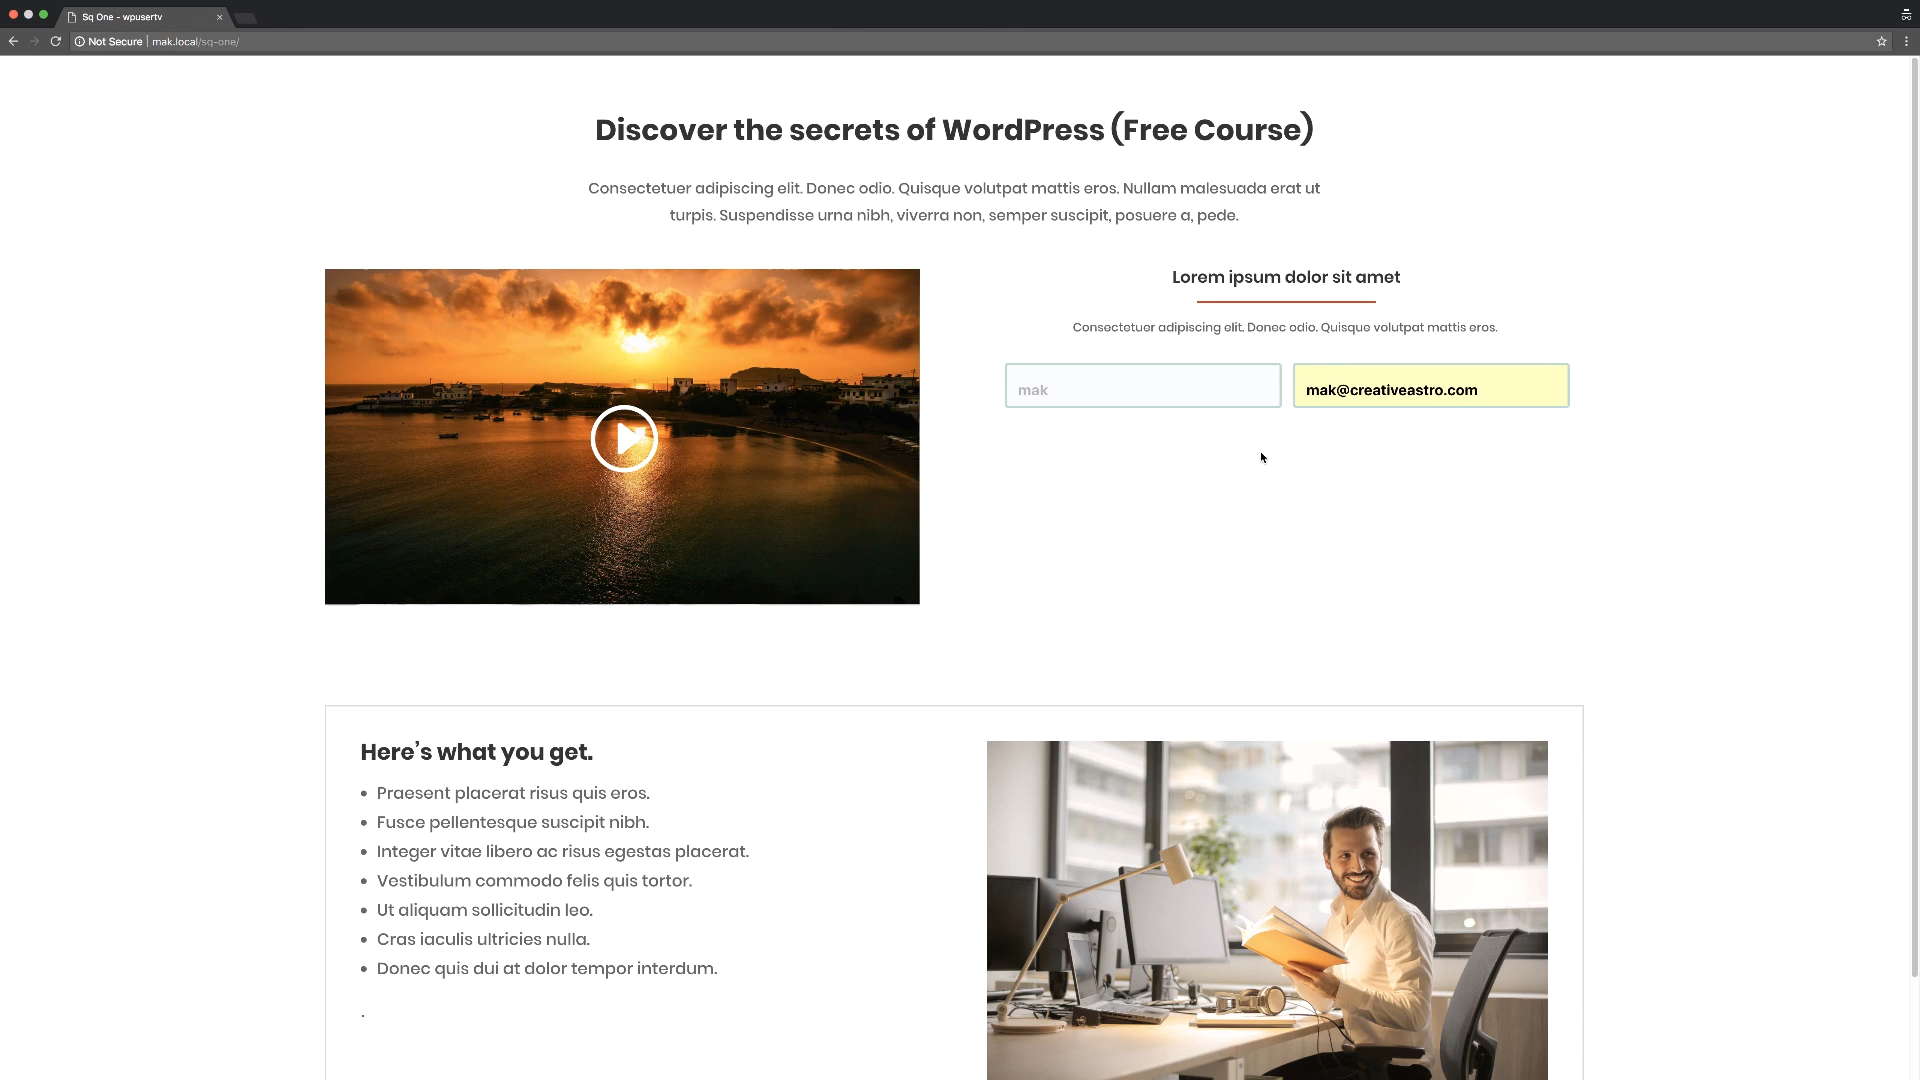 Sq One - wpusertv
Not Secure | mak.local/sq-one/
Discover the secrets of WordPress (Free Course)
Consectetuer adipiscing elit. Donec odio. Quisque volutpat mattis eros. Nullam malesuada erat ut
turpis. Suspendisse urna nibh, viverra non, semper suscipit, posuere a, pede.
Lorem ipsum dolor sit amet
Consectetuer adipiscing elit. Donec odio. Quisque volutpat mattis eros.
mak
mak@creativeastro.com
Here’s what you get.
• Praesent placerat risus quis eros.
• Fusce pellentesque suscipit nibh.
• Integer vitae libero ac risus egestas placerat.
• Vestibulum commodo felis quis tortor.
• Ut aliquam sollicitudin leo.
• Cras iaculis ultricies nulla.
• Donec quis dui at dolor tempor interdum.
.